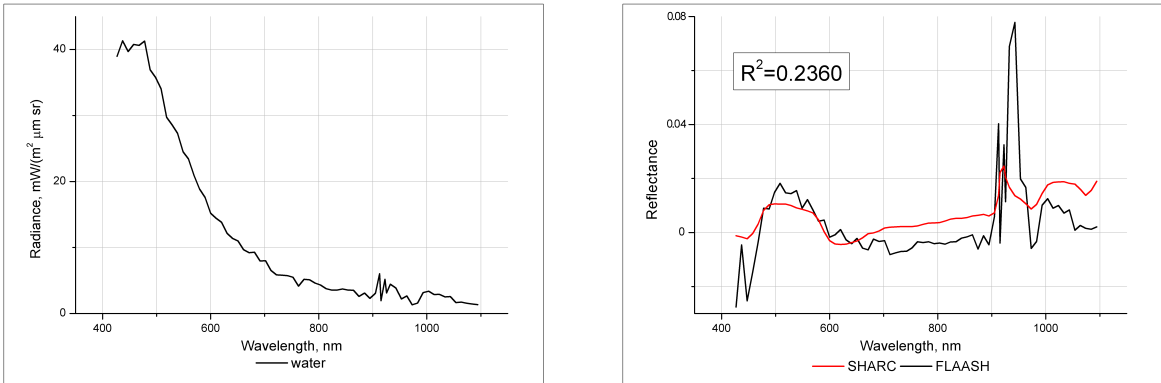 Radiance, mW/(m² μm sr)
40
20
0
400
600
800
1000
Wavelength, nm
water
Reflectance
0.08
0.04
0
R²=0.2360
400
600
800
1000
Wavelength, nm
SHARC
FLAASH